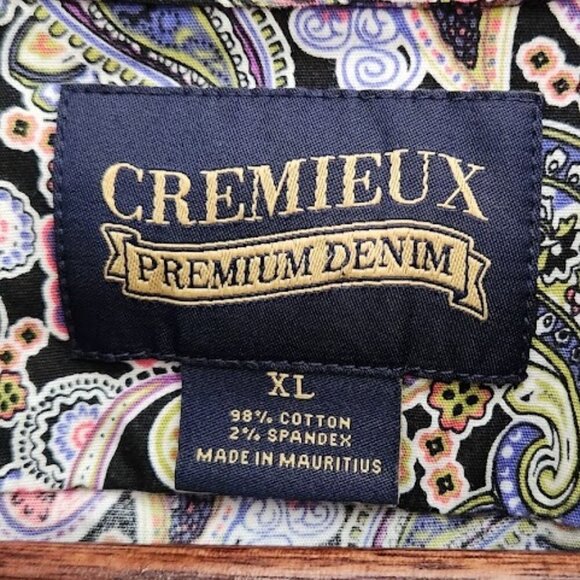 CREMIEUX
PREMIUM DENIM
XL
98% COTTON
2% SPANDEX
MADE IN MAURITIUS